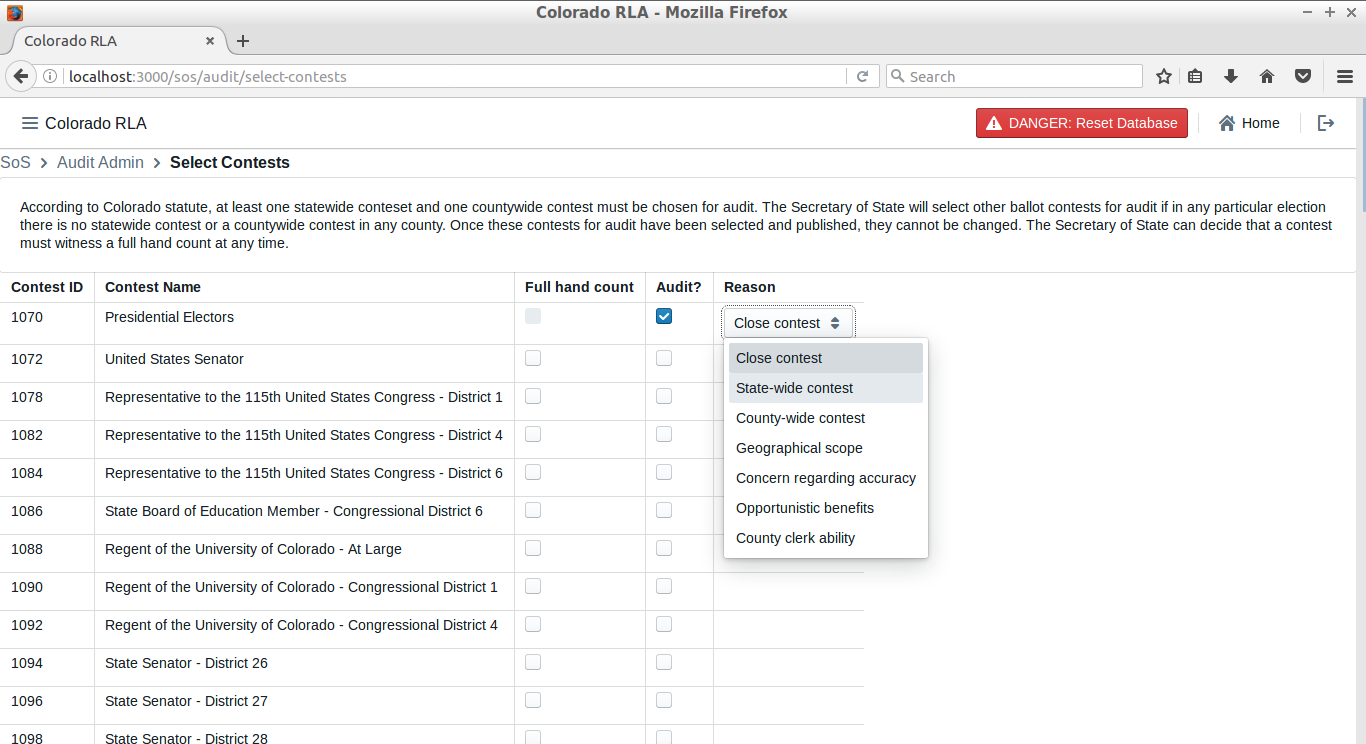 Colorado RLA - Mozilla Firefox
Colorado RLA
localhost:3000/sos/audit/select-contests
Search
Colorado RLA
DANGER: Reset Database
Home
SoS > Audit Admin > Select Contests
According to Colorado statute, at least one statewide conteset and one countywide contest must be chosen for audit. The Secretary of State will select other ballot contests for audit if in any particular election
there is no statewide contest or a countywide contest in any county. Once these contests for audit have been selected and published, they cannot be changed. The Secretary of State can decide that a contest
must witness a full hand count at any time.
Contest ID Contest Name Full hand count Audit? Reason
1070 Presidential Electors Close contest
1072 United States Senator
1078 Representative to the 115th United States Congress - District 1
1082 Representative to the 115th United States Congress - District 4
1084 Representative to the 115th United States Congress - District 6
1086 State Board of Education Member - Congressional District 6
1088 Regent of the University of Colorado - At Large
1090 Regent of the University of Colorado - Congressional District 1
1092 Regent of the University of Colorado - Congressional District 4
1094 State Senator - District 26
1096 State Senator - District 27
1098 State Senator - District 28
Close contest
State-wide contest
County-wide contest
Geographical scope
Concern regarding accuracy
Opportunistic benefits
County clerk ability